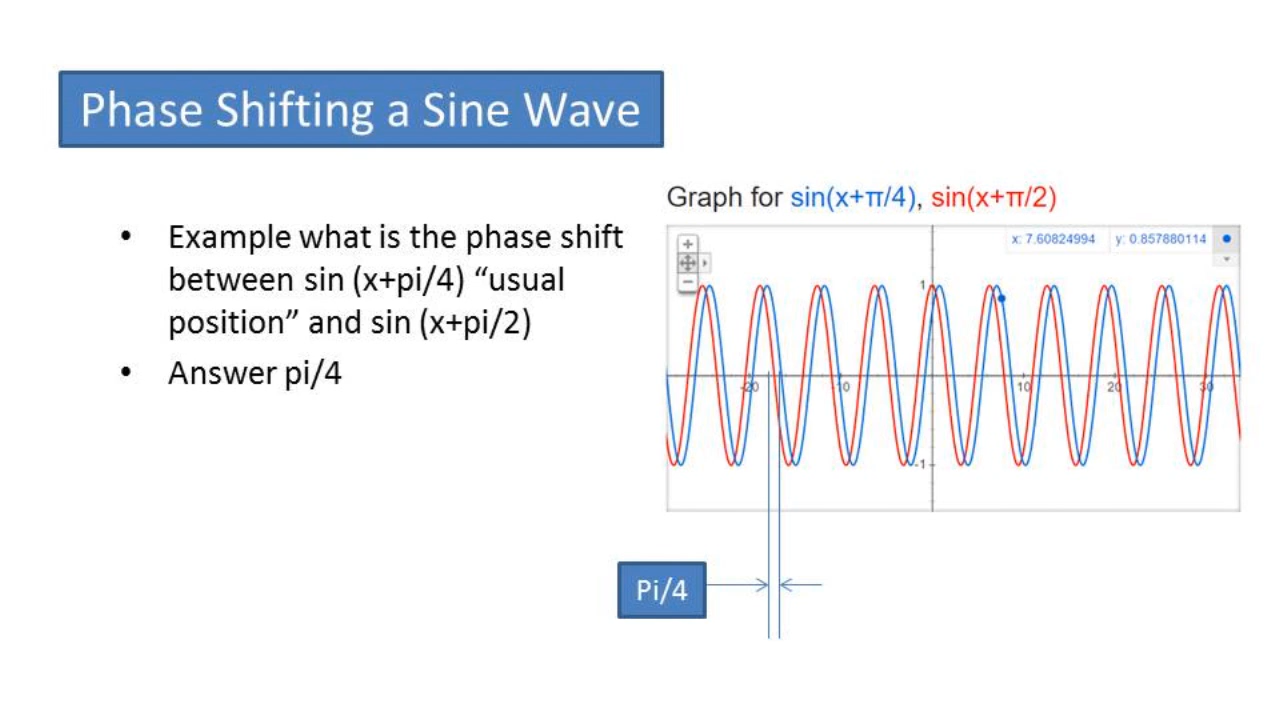 Phase Shifting a Sine Wave
Graph for sin(x+π/4), sin(x+π/2)
• Example what is the phase shift
between sin (x+pi/4) “usual
position” and sin (x+pi/2)
• Answer pi/4
x: 7.60824994 y: 0.857880114
1
-20 -10 10 20 30
-1
Pi/4